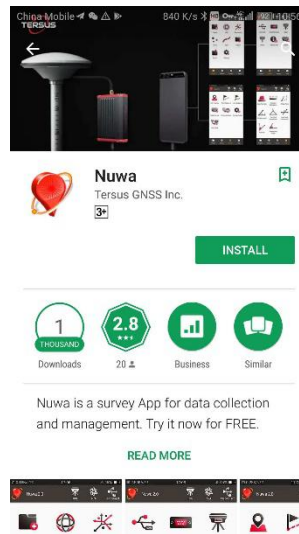 China Mobile
840 K/s
TERSUS
Nuwa
Tersus GNSS Inc.
3+
INSTALL
1
THOUSAND
2.8
Downloads
20
Business
Similar
Nuwa is a survey App for data collection
and management. Try it now for FREE.
READ MORE